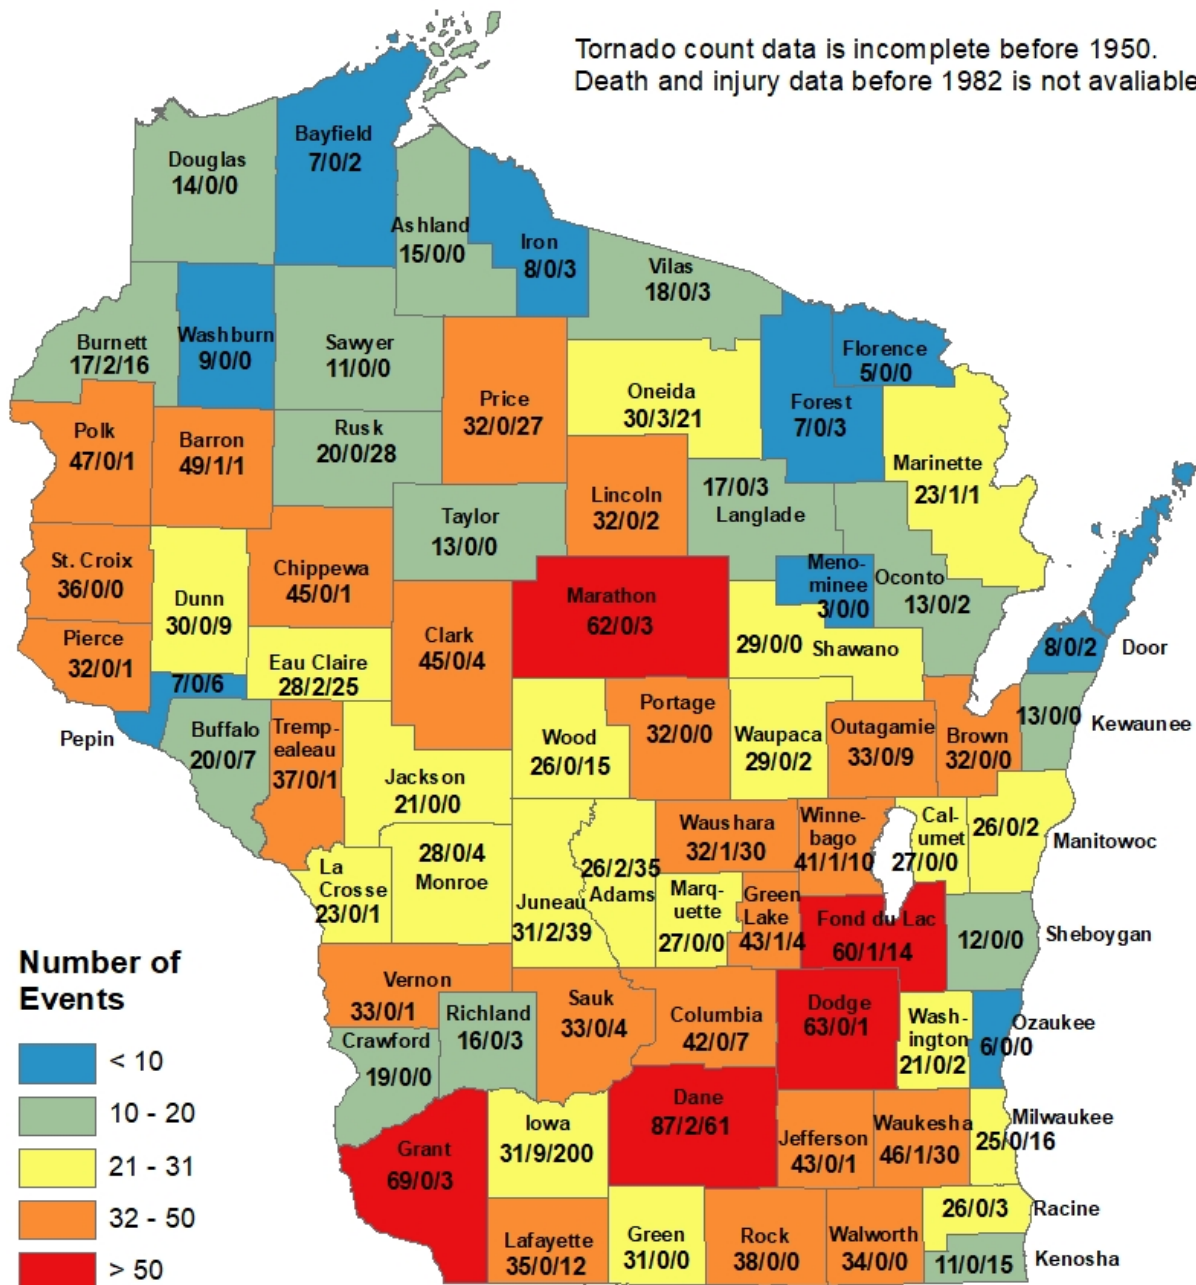 Tornado count data is incomplete before 1950.
Death and injury data before 1982 is not avaliable
Bayfield
7/0/2
Douglas
14/0/0
Ashland
15/0/0
Iron
8/0/3
Vilas
18/0/3
Burnett
17/2/16
Washburn
9/0/0
Sawyer
11/0/0
Florence
5/0/0
Price
32/0/27
Oneida
30/3/21
Forest
7/0/3
Polk
47/0/1
Barron
49/1/1
Rusk
20/0/28
Marinette
23/1/1
Lincoln
32/0/2
17/0/3
Langlade
Taylor
13/0/0
St. Croix
36/0/0
Chippewa
45/0/1
Meno-
minee
3/0/0
Oconto
13/0/2
Dunn
30/0/9
Marathon
62/0/3
Pierce
32/0/1
Clark
45/0/4
29/0/0
Shawano
8/0/2
Door
Eau Claire
28/2/25
7/0/6
Pepin
Buffalo
20/0/7
Tremp-
ealeau
37/0/1
Wood
26/0/15
Portage
32/0/0
Waupaca
29/0/2
Outagamie
33/0/9
Brown
32/0/0
13/0/0
Kewaunee
Jackson
21/0/0
Waushara
32/1/30
Winne-
bago
41/1/10
Cal-
umet
27/0/0
26/0/2
Manitowoc
La
Crosse
23/0/1
28/0/4
Monroe
Juneau
31/2/39
26/2/35
Adams
Marq-
uette
27/0/0
Green
Lake
43/1/4
Fond du Lac
60/1/14
12/0/0
Sheboygan
Vernon
33/0/1
Richland
16/0/3
Sauk
33/0/4
Columbia
42/0/7
Dodge
63/0/1
Wash-
ington
21/0/2
Ozaukee
6/0/0
Crawford
19/0/0
Grant
69/0/3
Iowa
31/9/200
Dane
87/2/61
Jefferson
43/0/1
Waukesha
46/1/30
Milwaukee
25/0/16
Lafayette
35/0/12
Green
31/0/0
Rock
38/0/0
Walworth
34/0/0
26/0/3
Racine
11/0/15
Kenosha
Number of
Events
< 10
10 - 20
21 - 31
32 - 50
> 50